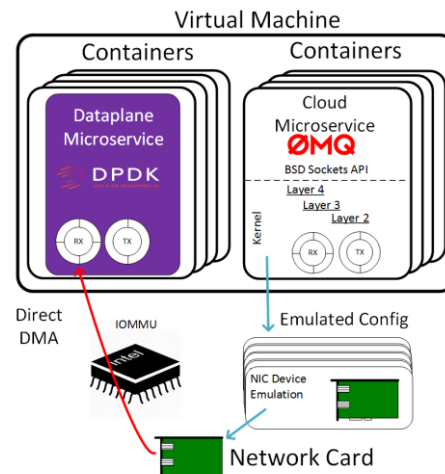 Virtual Machine
Containers
Containers
Dataplane
Microservice
DPDK
RX
TX
Cloud
Microservice
ØMQ
BSD Sockets API
Layer 4
Layer 3
Layer 2
Kernel
RX
TX
Direct
DMA
IOMMU
intel
Emulated Config
NIC Device
Emulation
Network Card